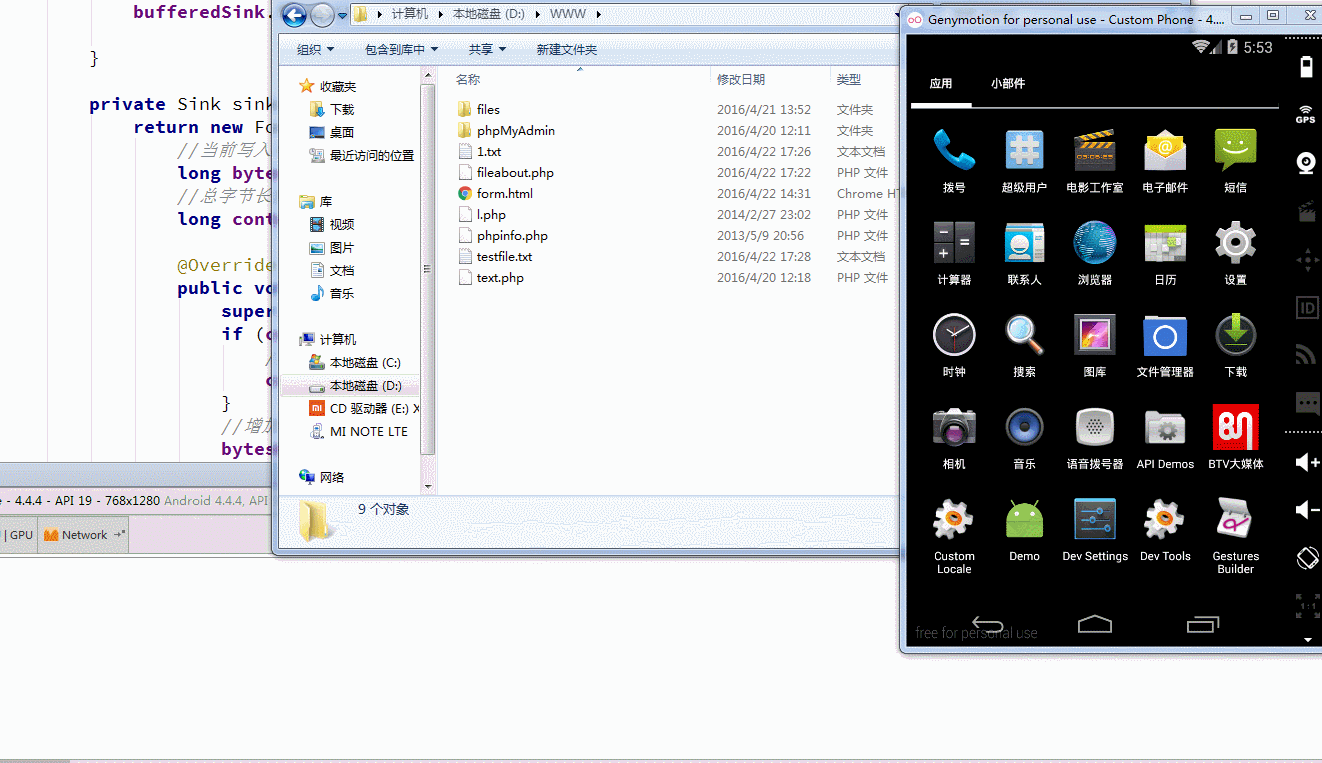 bufferedSink.
}
private Sink sink
return new Fo
//当前写入
long byte
//总字节长
long cont
@Override
public vo
super
if (
}
//增加
bytes
- 4.4.4 - API 19 - 768x1280 Android 4.4.4, API
| GPU
Network
计算机
本地磁盘 (D:)
WWW
组织
包含到库中
共享
新建文件夹
收藏夹
下载
桌面
最近访问的位置
库
视频
图片
文档
音乐
计算机
本地磁盘 (C:)
本地磁盘 (D:)
CD 驱动器 (E:) X
MI NOTE LTE
网络
名称 修改日期 类型
files 2016/4/21 13:52 文件夹
phpMyAdmin 2016/4/20 12:11 文件夹
1.txt 2016/4/22 17:26 文本文档
fileabout.php 2016/4/22 17:22 PHP 文件
form.html 2016/4/22 14:31 Chrome HT
l.php 2014/2/27 23:02 PHP 文件
phpinfo.php 2013/5/9 20:56 PHP 文件
testfile.txt 2016/4/22 17:28 文本文档
text.php 2016/4/20 12:18 PHP 文件
9 个对象
Genymotion for personal use - Custom Phone - 4....
5:53
应用 小部件
拨号 超级用户 电影工作室 电子邮件 短信
计算器 联系人 浏览器 日历 设置
时钟 搜索 图库 文件管理器 下载
相机 音乐 语音拨号器 API Demos BTV大媒体
Custom Locale Demo Dev Settings Dev Tools Gestures Builder
free for personal use
GPS
ID
1:1